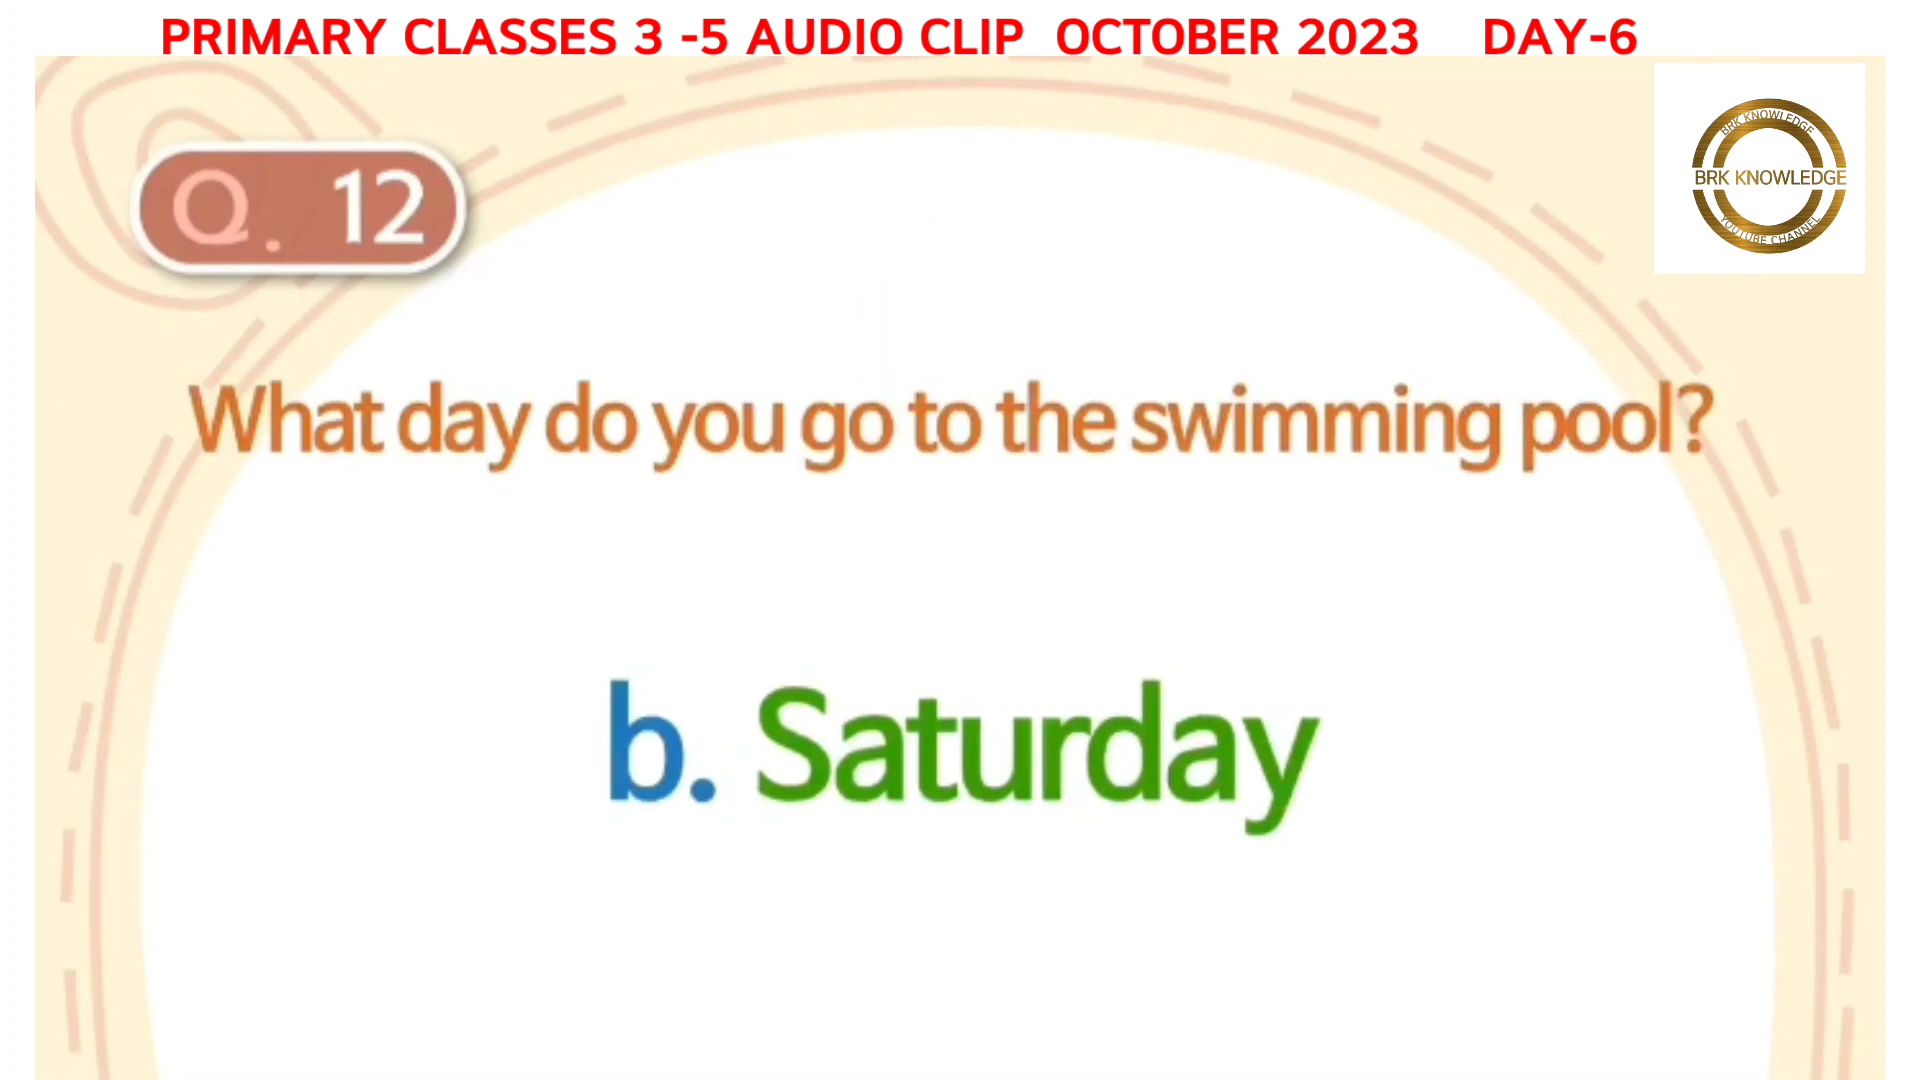 PRIMARY CLASSES 3 -5 AUDIO CLIP OCTOBER 2023 DAY-6
BRK KNOWLEDGE
BRK KNOWLEDGE
YOUTUBE CHANNEL
Q. 12
What day do you go to the swimming pool?
b. Saturday